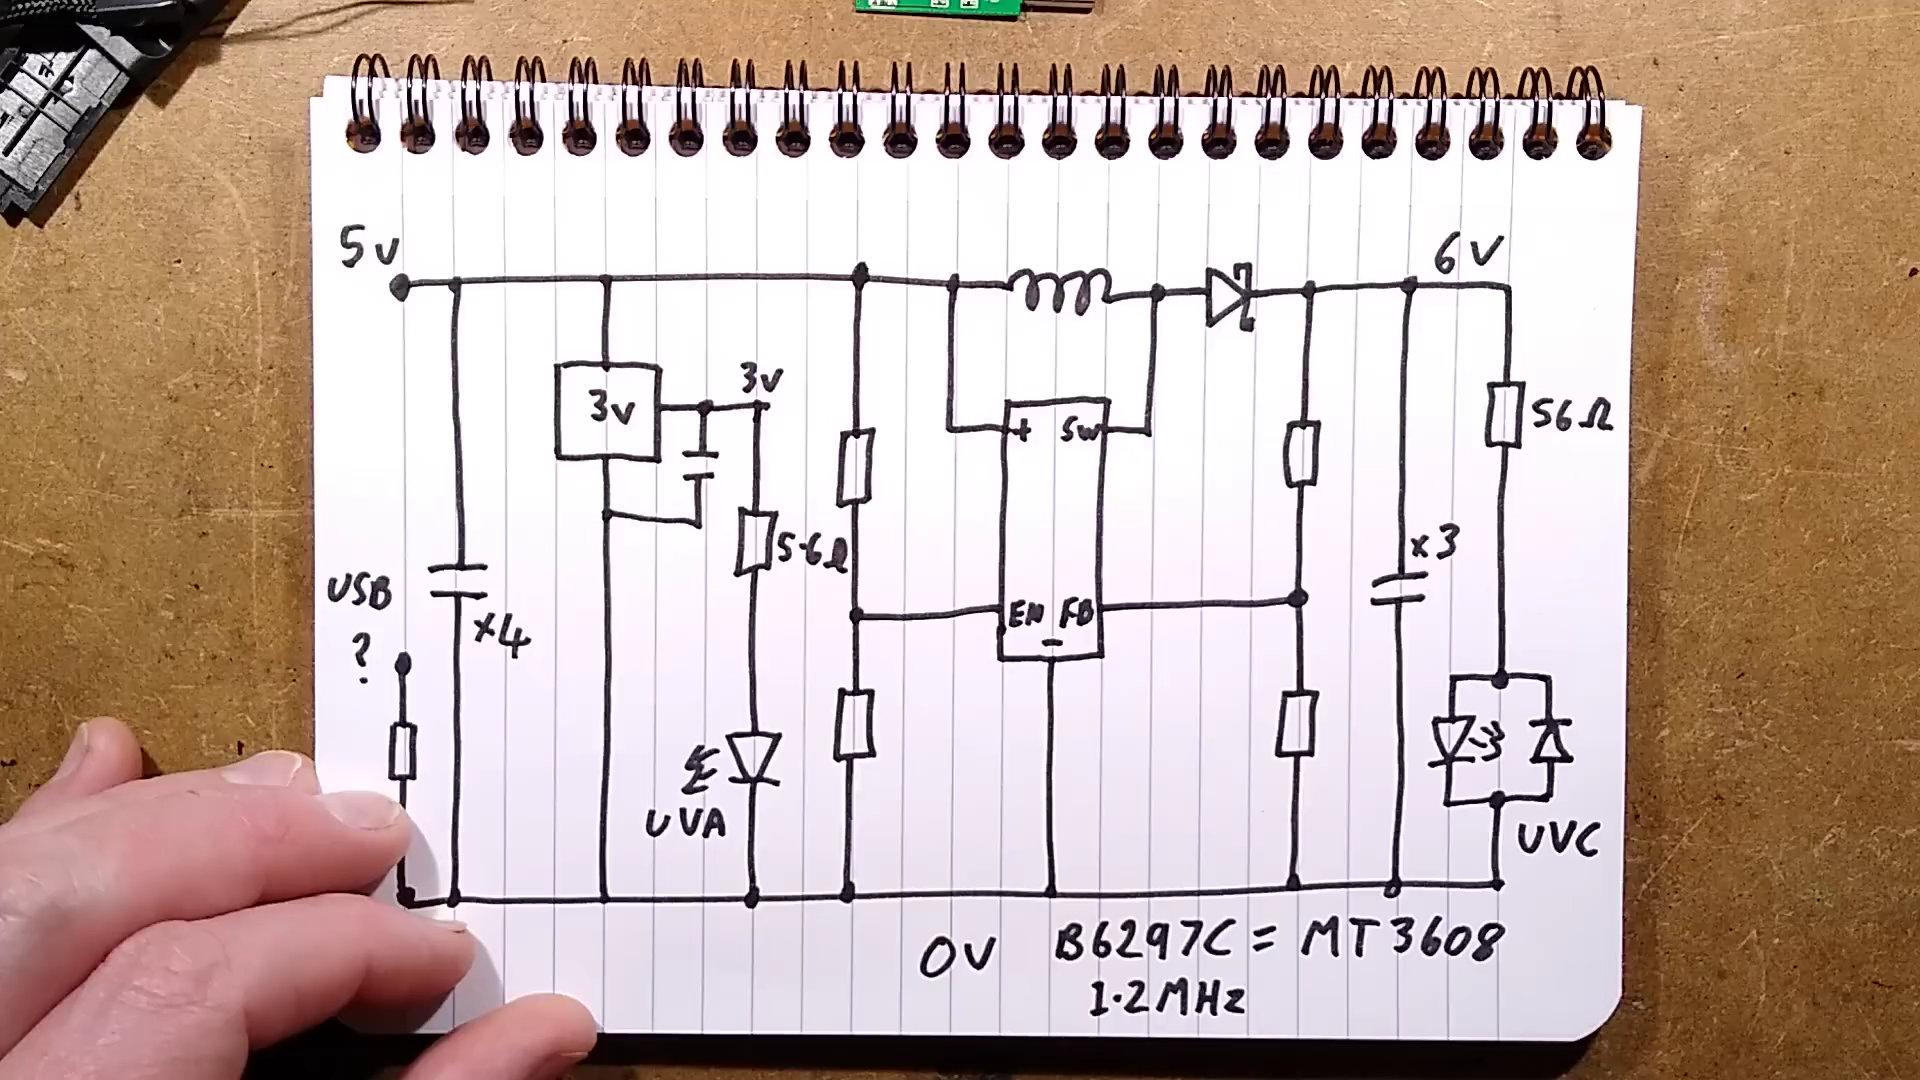 5v
6V
3v
3v
56Ω
+ SW
5·6Ω
x3
USB
?
x4
EN FB
-
UVA
UVC
0V
B6297C = MT3608
1.2MHz